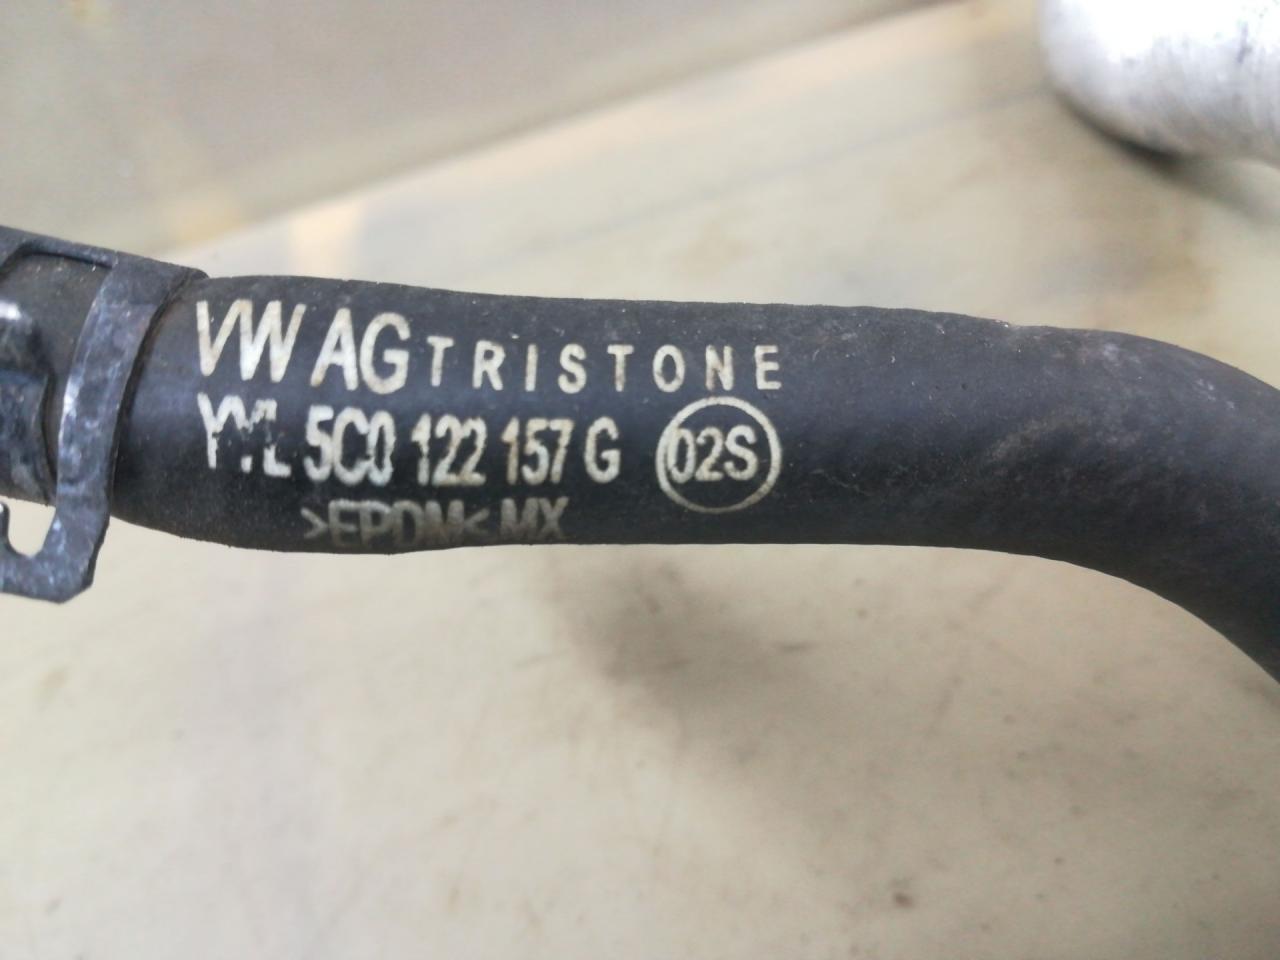 VW AG TRISTONE
5C0 122 157 G 02S
>EPDM< MX